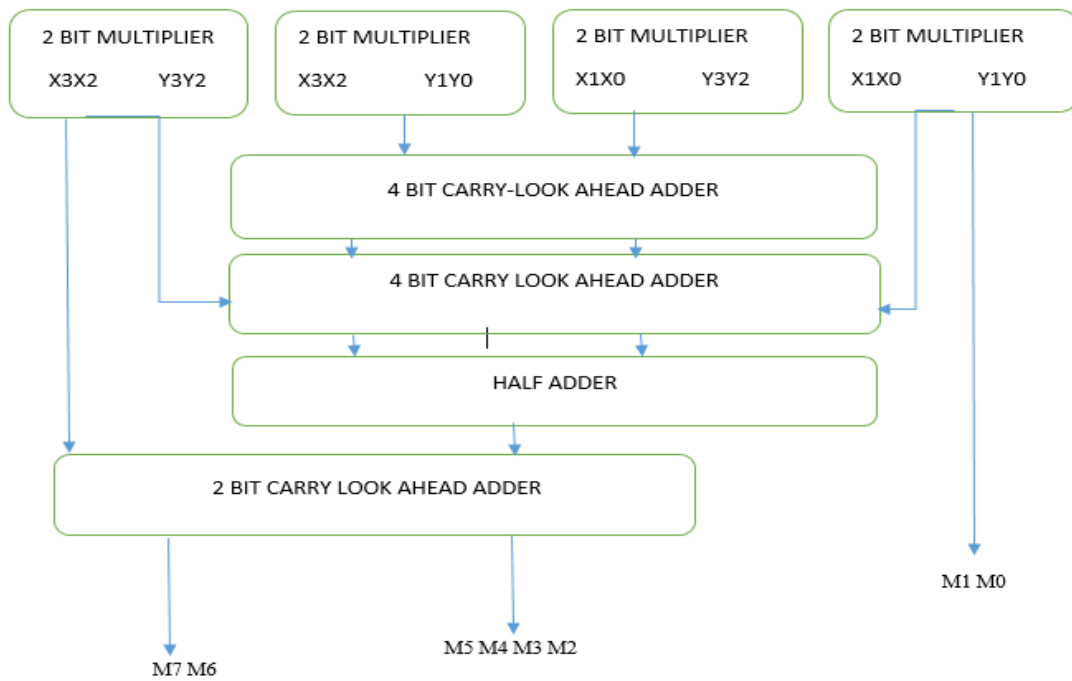 2 BIT MULTIPLIER
X3X2 Y3Y2
2 BIT MULTIPLIER
X3X2 Y1Y0
2 BIT MULTIPLIER
X1X0 Y3Y2
2 BIT MULTIPLIER
X1X0 Y1Y0
4 BIT CARRY-LOOK AHEAD ADDER
4 BIT CARRY LOOK AHEAD ADDER
HALF ADDER
2 BIT CARRY LOOK AHEAD ADDER
M1 M0
M5 M4 M3 M2
M7 M6